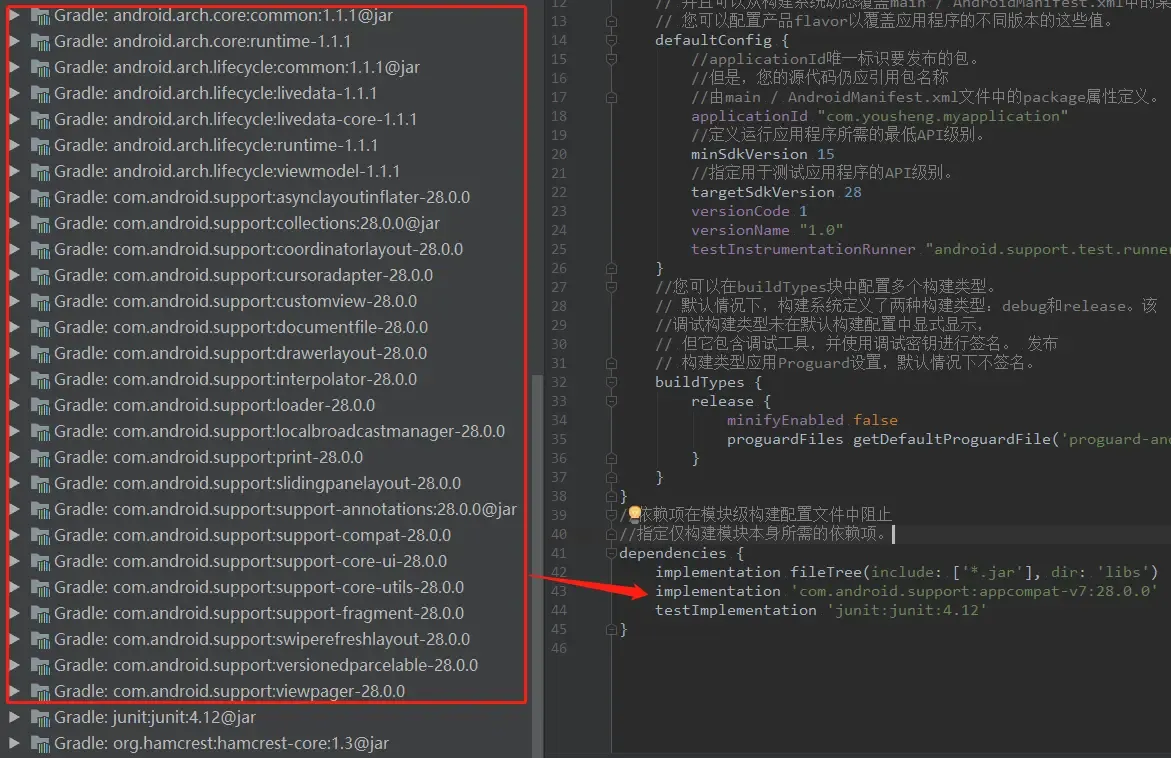 Gradle: android.arch.core:common:1.1.1@jar
Gradle: android.arch.core:runtime-1.1.1
Gradle: android.arch.lifecycle:common:1.1.1@jar
Gradle: android.arch.lifecycle:livedata-1.1.1
Gradle: android.arch.lifecycle:livedata-core-1.1.1
Gradle: android.arch.lifecycle:runtime-1.1.1
Gradle: android.arch.lifecycle:viewmodel-1.1.1
Gradle: com.android.support:asynclayoutinflater-28.0.0
Gradle: com.android.support:collections:28.0.0@jar
Gradle: com.android.support:coordinatorlayout-28.0.0
Gradle: com.android.support:cursoradapter-28.0.0
Gradle: com.android.support:customview-28.0.0
Gradle: com.android.support:documentfile-28.0.0
Gradle: com.android.support:drawerlayout-28.0.0
Gradle: com.android.support:interpolator-28.0.0
Gradle: com.android.support:loader-28.0.0
Gradle: com.android.support:localbroadcastmanager-28.0.0
Gradle: com.android.support:print-28.0.0
Gradle: com.android.support:slidingpanelayout-28.0.0
Gradle: com.android.support:support-annotations:28.0.0@jar
Gradle: com.android.support:support-compat-28.0.0
Gradle: com.android.support:support-core-ui-28.0.0
Gradle: com.android.support:support-core-utils-28.0.0
Gradle: com.android.support:support-fragment-28.0.0
Gradle: com.android.support:swiperefreshlayout-28.0.0
Gradle: com.android.support:versionedparcelable-28.0.0
Gradle: com.android.support:viewpager-28.0.0
Gradle: junit:junit:4.12@jar
Gradle: org.hamcrest:hamcrest-core:1.3@jar
12 // 并且可以从构建系统动态覆盖main / AndroidManifest.xml中的某
13 // 您可以配置产品flavor以覆盖应用程序的不同版本的这些值。
14 defaultConfig {
15 //applicationId唯一标识要发布的包。
16 //但是，您的源代码仍应引用包名称
17 //由main / AndroidManifest.xml文件中的package属性定义。
18 applicationId "com.yousheng.myapplication"
19 //定义运行应用程序所需的最低API级别。
20 minSdkVersion 15
21 //指定用于测试应用程序的API级别。
22 targetSdkVersion 28
23 versionCode 1
24 versionName "1.0"
25 testInstrumentationRunner "android.support.test.runne
26 }
27 //您可以在buildTypes块中配置多个构建类型。
28 // 默认情况下，构建系统定义了两种构建类型：debug和release。该
29 //调试构建类型未在默认构建配置中显式显示，
30 // 但它包含调试工具，并使用调试密钥进行签名。 发布
31 // 构建类型应用Proguard设置，默认情况下不签名。
32 buildTypes {
33 release {
34 minifyEnabled false
35 proguardFiles getDefaultProguardFile('proguard-an
36 }
37 }
38 }
39 /依赖项在模块级构建配置文件中阻止
40 //指定仅构建模块本身所需的依赖项。
41 dependencies {
42 implementation fileTree(include: ['*.jar'], dir: 'libs')
43 implementation 'com.android.support:appcompat-v7:28.0.0'
44 testImplementation 'junit:junit:4.12'
45 }
46